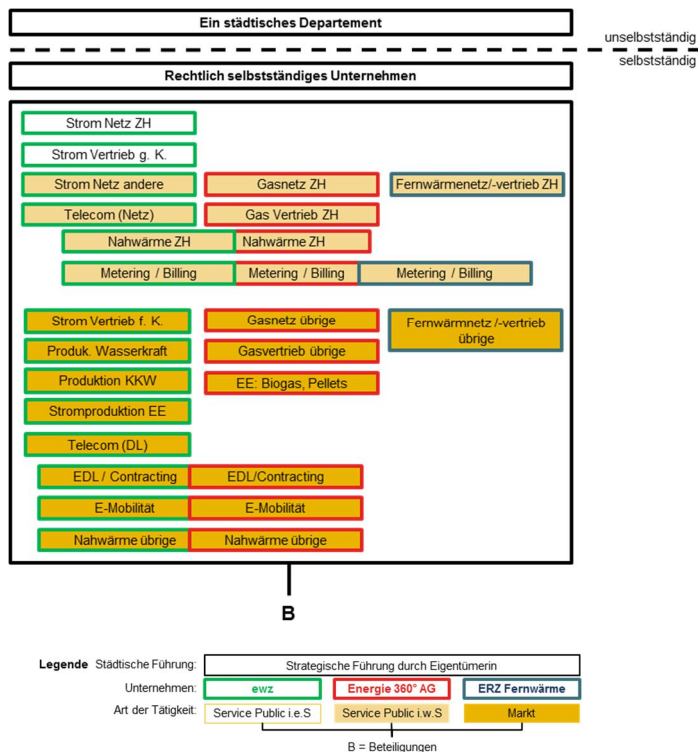 Ein städtisches Departement
unselbstständig
selbstständig
Rechtlich selbstständiges Unternehmen
Strom Netz ZH
Strom Vertrieb g. K.
Strom Netz andere Gasnetz ZH Fernwärmenetz/-vertrieb ZH
Telecom (Netz) Gas Vertrieb ZH
Nahwärme ZH Nahwärme ZH
Metering / Billing Metering / Billing Metering / Billing
Strom Vertrieb f. K. Gasnetz übrige Fernwärmnetz /-vertrieb
übrige
Produk. Wasserkraft Gasvertrieb übrige
Produktion KKW EE: Biogas, Pellets
Stromproduktion EE
Telecom (DL)
EDL / Contracting EDL/Contracting
E-Mobilität E-Mobilität
Nahwärme übrige Nahwärme übrige
B
Legende Städtische Führung: Strategische Führung durch Eigentümerin
Unternehmen: ewz Energie 360° AG ERZ Fernwärme
Art der Tätigkeit: Service Public i.e.S Service Public i.w.S Markt
B = Beteiligungen